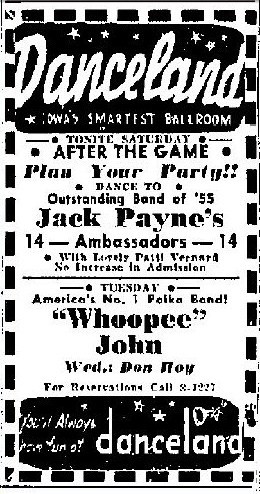 Danceland
★ IOWA'S SMARTEST BALLROOM
• TONITE SATURDAY •
• AFTER THE GAME •
Plan Your Party!!
• DANCE TO •
Outstanding Band of '55
Jack Payne's
14 — Ambassadors — 14
• With Lovely Patti Vernard
No Increase in Admission
• TUESDAY •
America's No. 1 Polka Band!
"Whoopee"
John
Wed.: Don Hoy
For Reservations Call 2-1227
You'll Always
have fun at
danceland